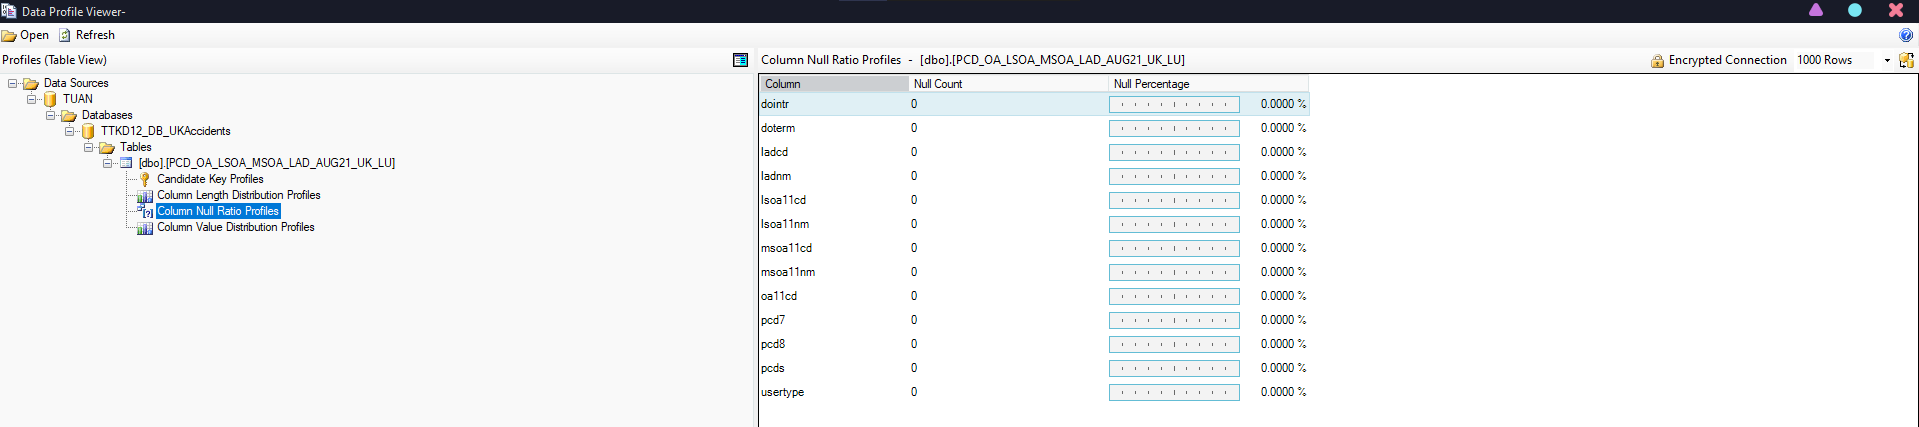 Data Profile Viewer-
Open Refresh
Profiles (Table View)
Data Sources
TUAN
Databases
TTKD12_DB_UKAccidents
Tables
[dbo].[PCD_OA_LSOA_MSOA_LAD_AUG21_UK_LU]
Candidate Key Profiles
Column Length Distribution Profiles
Column Null Ratio Profiles
Column Value Distribution Profiles
Column Null Ratio Profiles - [dbo].[PCD_OA_LSOA_MSOA_LAD_AUG21_UK_LU] Encrypted Connection 1000 Rows
Column Null Count Null Percentage
dointr 0 0.0000 %
doterm 0 0.0000 %
ladcd 0 0.0000 %
ladnm 0 0.0000 %
lsoa11cd 0 0.0000 %
lsoa11nm 0 0.0000 %
msoa11cd 0 0.0000 %
msoa11nm 0 0.0000 %
oa11cd 0 0.0000 %
pcd7 0 0.0000 %
pcd8 0 0.0000 %
pcds 0 0.0000 %
usertype 0 0.0000 %